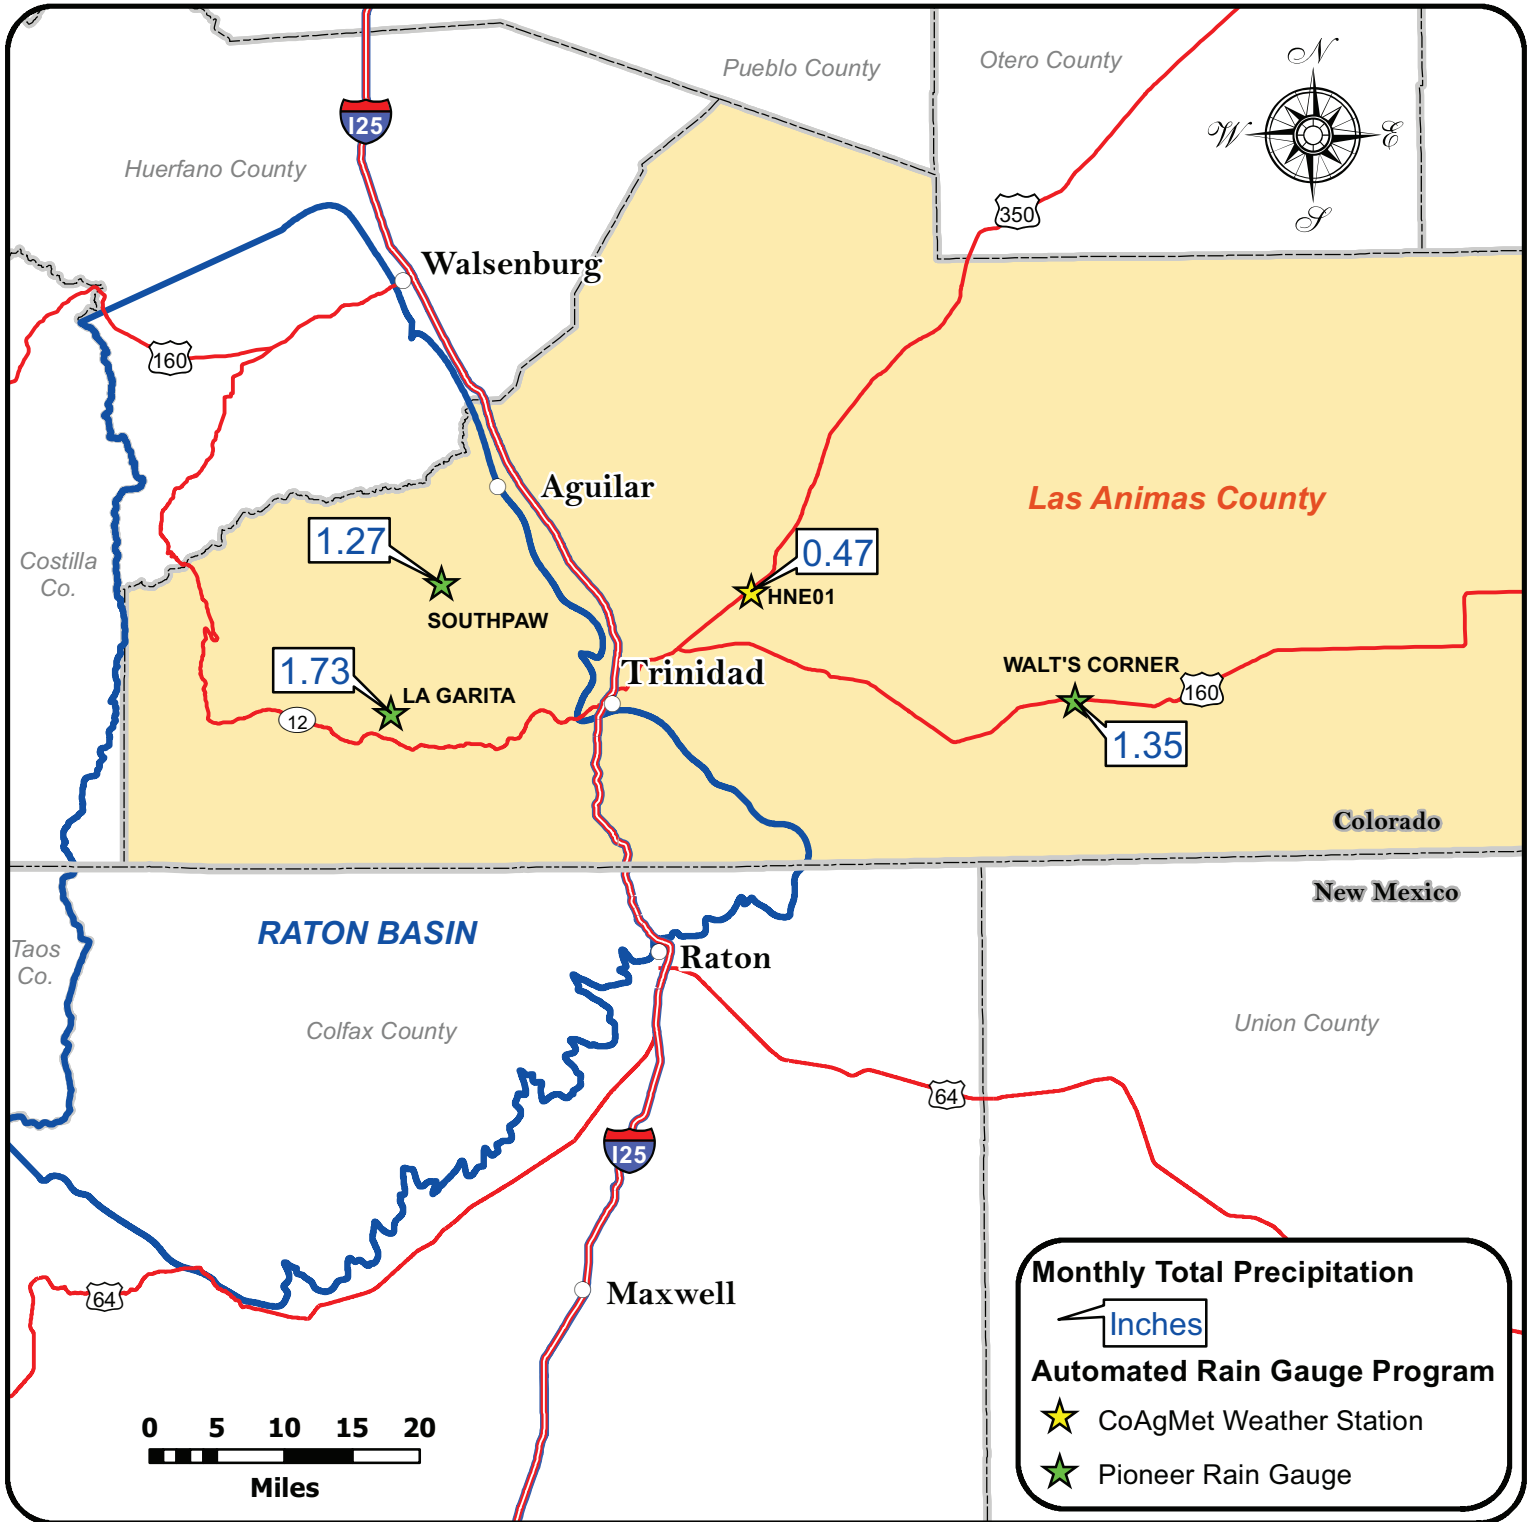 Pueblo County
Otero County
N
W
E
S
I25
Huerfano County
350
Walsenburg
160
Aguilar
Las Animas County
1.27
0.47
Costilla
Co.
HNE01
SOUTHPAW
1.73
Trinidad
WALT'S CORNER
LA GARITA
160
12
1.35
Colorado
New Mexico
RATON BASIN
Taos
Co.
Raton
Colfax County
Union County
64
I25
64
Maxwell
Monthly Total Precipitation
Inches
Automated Rain Gauge Program
CoAgMet Weather Station
Pioneer Rain Gauge
0 5 10 15 20
Miles